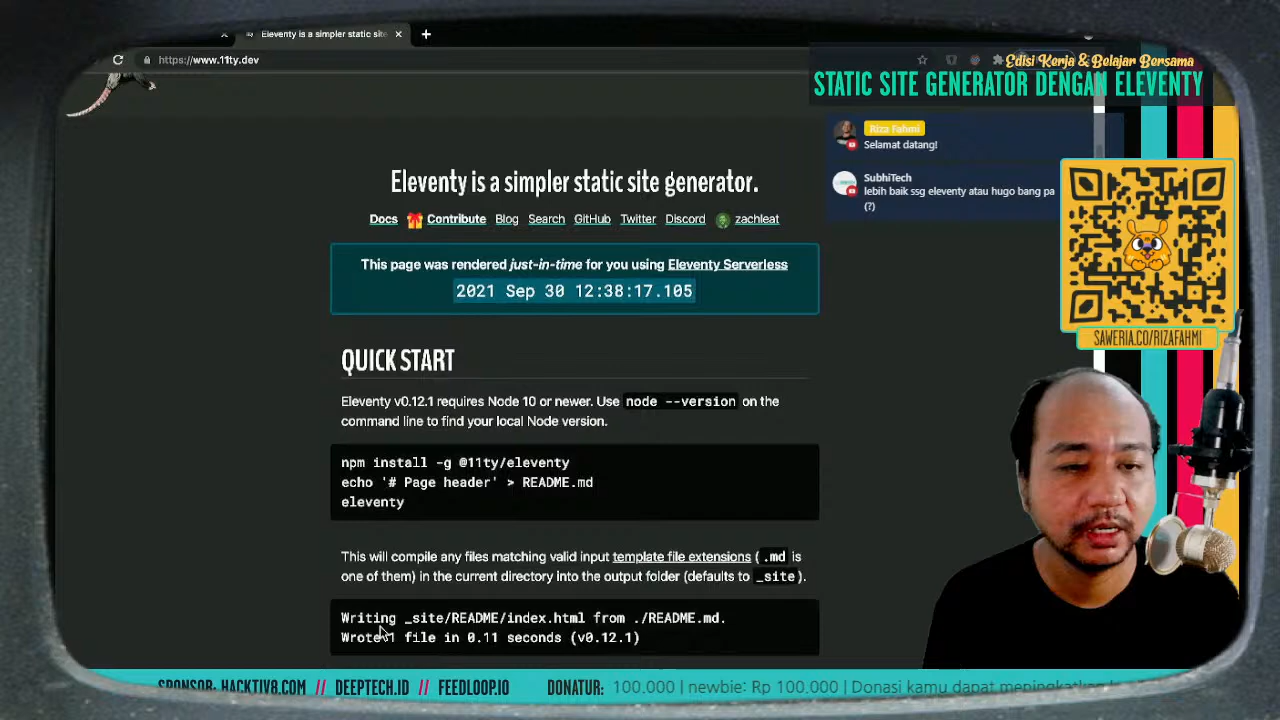 Eleventy is a simpler static site
https://www.11ty.dev
Edisi Kerja & Belajar Bersama
STATIC SITE GENERATOR DENGAN ELEVENTY
Riza Fahmi
Selamat datang!
SubhiTech
lebih baik ssg eleventy atau hugo bang pa
(?)
SAWERIA.CO/RIZAFAHMI
Eleventy is a simpler static site generator.
Docs Contribute Blog Search GitHub Twitter Discord zachleat
This page was rendered just-in-time for you using Eleventy Serverless
2021 Sep 30 12:38:17.105
QUICK START
Eleventy v0.12.1 requires Node 10 or newer. Use node --version on the
command line to find your local Node version.
npm install -g @11ty/eleventy
echo '# Page header' > README.md
eleventy
This will compile any files matching valid input template file extensions (.md is
one of them) in the current directory into the output folder (defaults to _site).
Writing _site/README/index.html from ./README.md.
Wrote 1 file in 0.11 seconds (v0.12.1)
SPONSOR: HACKTIV8.COM // DEEPTECH.ID // FEEDLOOP.IO DONATUR: 100.000 | newbie: Rp 100.000 | Donasi kamu dapat meningkatkan